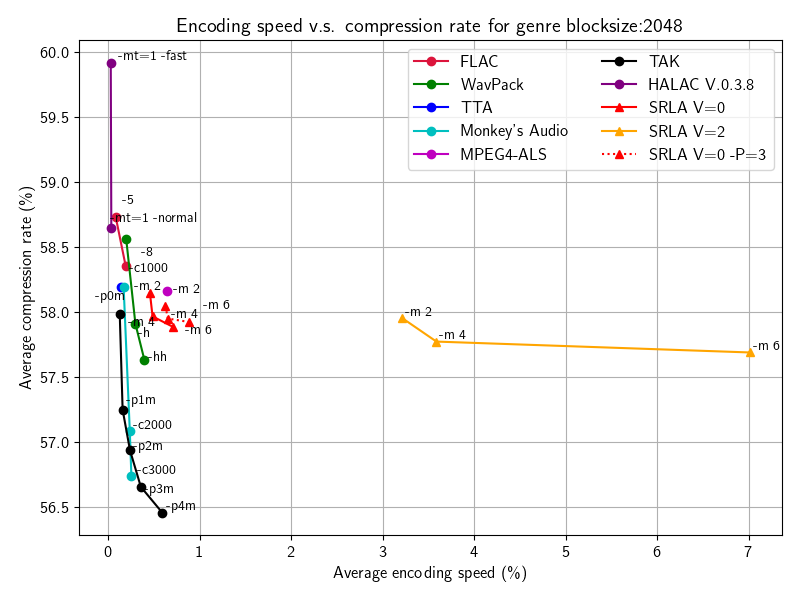 Encoding speed v.s. compression rate for genre blocksize:2048
Average compression rate (%)
60.0
59.5
59.0
58.5
58.0
57.5
57.0
56.5
0 1 2 3 4 5 6 7
Average encoding speed (%)
FLAC
WavPack
TTA
Monkey's Audio
MPEG4-ALS
TAK
HALAC V.0.3.8
SRLA V=0
SRLA V=2
SRLA V=0 -P=3
-mt=1 -fast
-5
-mt=1 -normal
-8
-c1000
-m 2
-m 2
-p0m
-m 6
-m 4
-m 4
-h
-m 6
-hh
-p1m
-c2000
-p2m
-c3000
-p3m
-p4m
-m 2
-m 4
-m 6